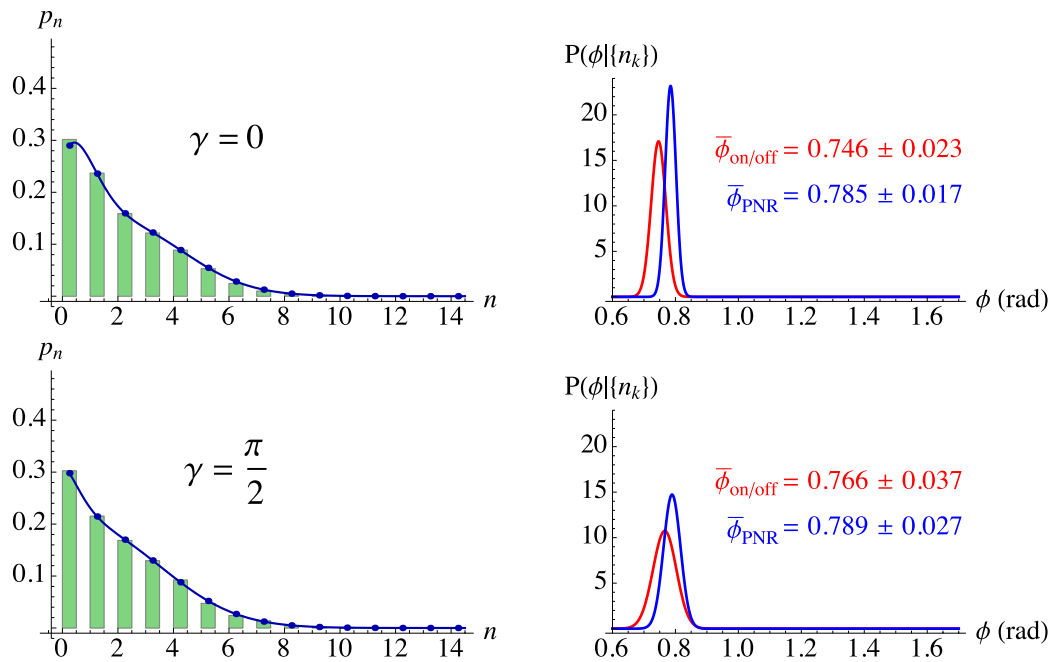 p_n
0.4
0.3
0.2
0.1
γ = 0
0 2 4 6 8 10 12 14 n
P(ϕ|{n_k})
20
15
10
5
ϕ̅_on/off = 0.746 ± 0.023
ϕ̅_PNR = 0.785 ± 0.017
0.6 0.8 1.0 1.2 1.4 1.6 ϕ (rad)
p_n
0.4
0.3
0.2
0.1
γ = π/2
0 2 4 6 8 10 12 14 n
P(ϕ|{n_k})
20
15
10
5
ϕ̅_on/off = 0.766 ± 0.037
ϕ̅_PNR = 0.789 ± 0.027
0.6 0.8 1.0 1.2 1.4 1.6 ϕ (rad)